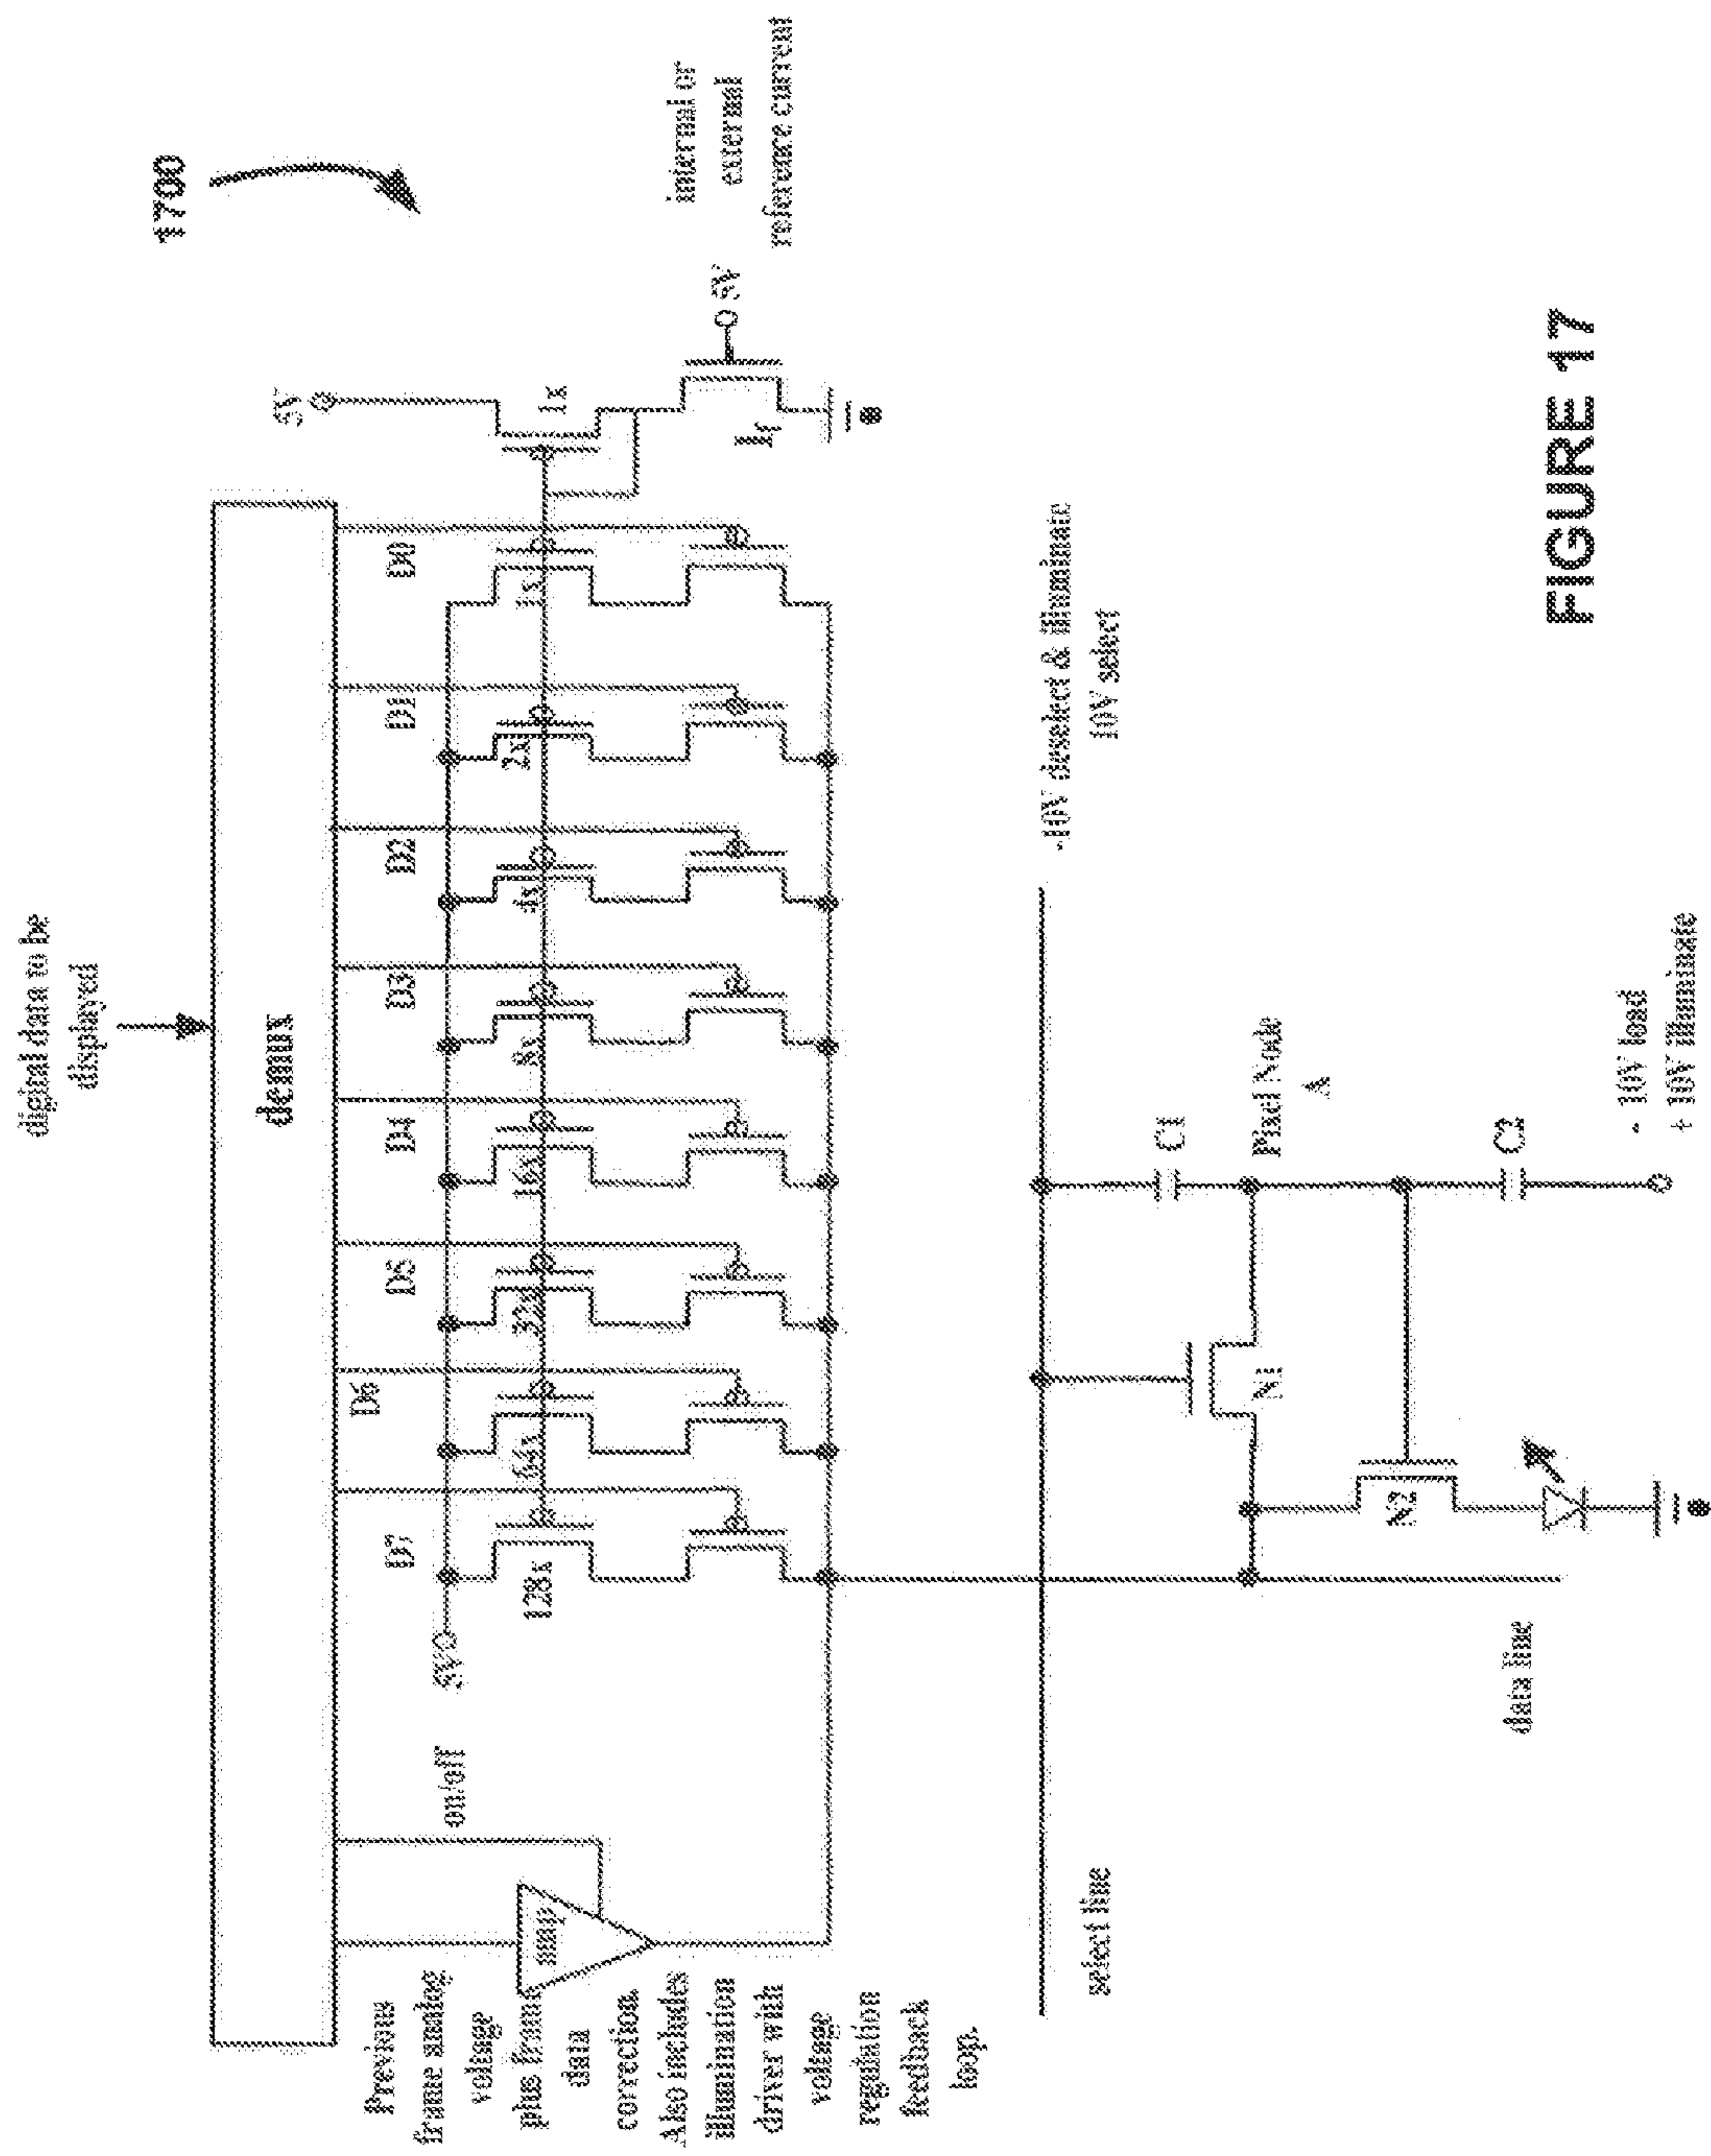 1700
digital data to be
displayed
demux
Previous
frame analog
voltage
plus frame
data
correction.
Also includes
illumination
driver with
voltage
regulation
feedback
loop.
amp
on/off
5V
D7
D6
D5
D4
D3
D2
D1
D0
128x
64x
32x
16x
8x
4x
2x
1x
5V
1x
5V
internal or
external
reference current
select line
-10V deselect & illuminate
10V select
data line
N1
N2
C1
Pixel Node
A
C2
- 10V load
+ 10V illuminate
FIGURE 17